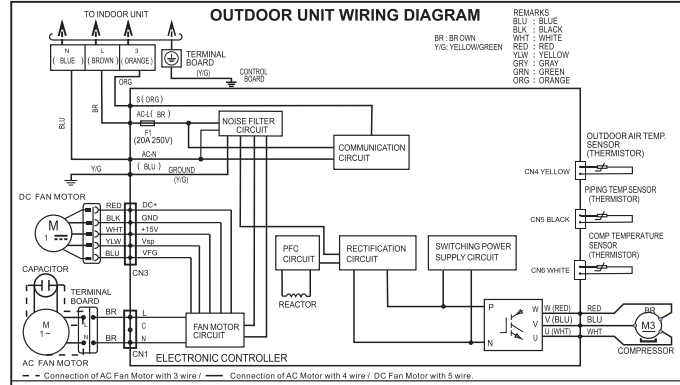 TO INDOOR UNIT
OUTDOOR UNIT WIRING DIAGRAM
REMARKS
BLU : BLUE
BLK : BLACK
WHT : WHITE
RED : RED
YLW : YELLOW
GRY : GRAY
GRN : GREEN
ORG : ORANGE
BR : BROWN
Y/G: YELLOW/GREEN
N
( BLUE )
L
( BROWN )
3
( ORANGE )
TERMINAL
BOARD
(Y/G)
CONTROL
BOARD
ORG
BR
BLU
Y/G
S( ORG )
AC-L( BR )
F1
(20A 250V)
AC-N
( BLU )
GROUND
(Y/G)
NOISE FILTER
CIRCUIT
COMMUNICATION
CIRCUIT
OUTDOOR AIR TEMP.
SENSOR
(THERMISTOR)
CN4 YELLOW
PIPING TEMP.SENSOR
(THERMISTOR)
CN5 BLACK
COMP TEMPERATURE
SENSOR
(THERMISTOR)
CN6 WHITE
DC FAN MOTOR
M
1
RED
BLK
WHT
YLW
BLU
DC+
GND
+15V
Vsp
VFG
CN3
PFC
CIRCUIT
REACTOR
RECTIFICATION
CIRCUIT
SWITCHING POWER
SUPPLY CIRCUIT
CAPACITOR
TERMINAL
BOARD
M
1 ~
L
N
BR
BR
L
C
N
CN1
AC FAN MOTOR
FAN MOTOR
CIRCUIT
ELECTRONIC CONTROLLER
P
N
W
V
U
W (RED)
V (BLU)
U (WHT)
RED
BLU
WHT
BR
M3
~
COMPRESSOR
Connection of AC Fan Motor with 3 wire / Connection of AC Motor with 4 wire / DC Fan Motor with 5 wire.